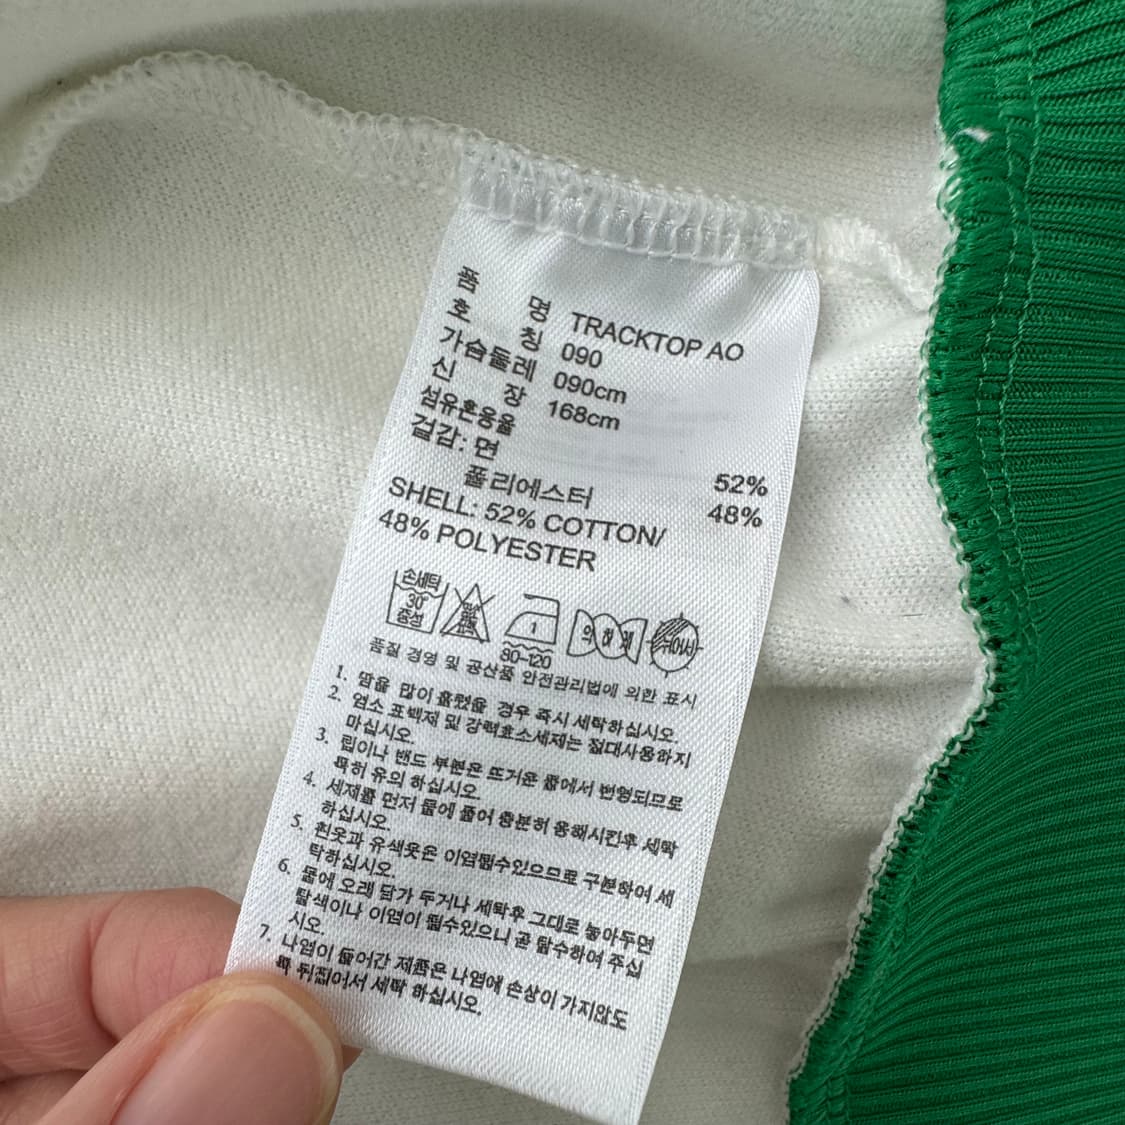 품 명 TRACKTOP AO
호 칭 090
가슴둘레 090cm
신 장 168cm
섬유혼용율
겉감: 면 52%
폴리에스터 48%
SHELL: 52% COTTON/
48% POLYESTER
손세탁
30°
중성
1
80-120
약 하 게
뉘어서
품질 경영 및 공산품 안전관리법에 의한 표시
1. 땀을 많이 흘렸을 경우 즉시 세탁하십시오.
2. 염소 표백제 및 강력효소세제는 절대사용하지
마십시오.
3. 립이나 밴드 부분은 뜨거운 물에서 변형되므로
특히 유의 하십시오.
4. 세제를 먼저 물에 풀어 충분히 용해시킨후 세탁
하십시오.
5. 흰옷과 유색옷은 이염될수있으므로 구분하여 세
탁하십시오.
6. 물에 오래 담가 두거나 세탁후 그대로 놓아두면
탈색이나 이염이 될수있으니 곧 탈수하여 주십
시오.
7. 나염이 들어간 제품은 나염에 손상이 가지않도
록 뒤집어서 세탁 하십시오.